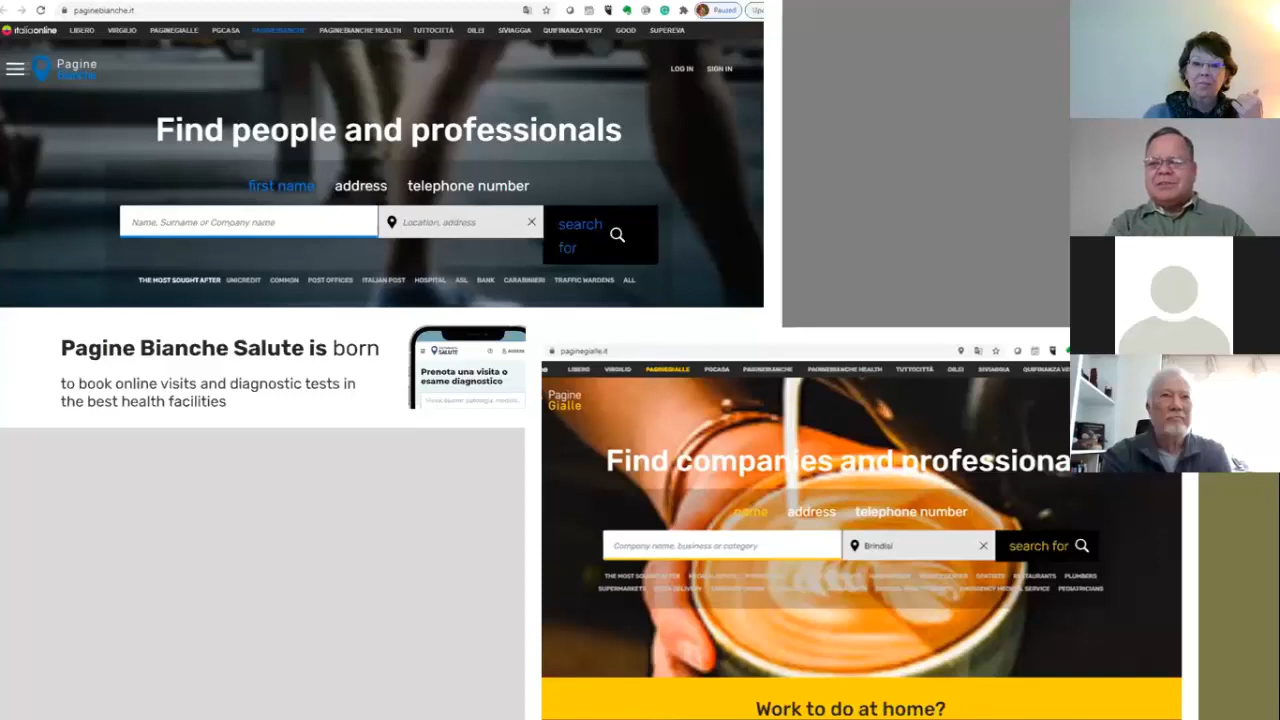 paginebianche.it
Paused
italiaonline LIBERO VIRGILIO PAGINEGIALLE PGCASA PAGINEBIANCHE PAGINEBIANCHE HEALTH TUTTOCITTÀ DILEI SIVIAGGIA QUIFINANZA VERY GOOD SUPEREVA
Pagine
Bianche
LOG IN SIGN IN
Find people and professionals
first name address telephone number
Name, Surname or Company name
Location, address
search
for
THE MOST SOUGHT AFTER UNICREDIT COMMON POST OFFICES ITALIAN POST HOSPITAL ASL BANK CARABINIERI TRAFFIC WARDENS ALL
Pagine Bianche Salute is born
to book online visits and diagnostic tests in
the best health facilities
SALUTE
Prenota una visita o
esame diagnostico
paginegialle.it
LIBERO VIRGILIO PAGINEGIALLE PGCASA PAGINEBIANCHE PAGINEBIANCHE HEALTH TUTTOCITTÀ DILEI SIVIAGGIA QUIFINANZA
Pagine
Gialle
Find companies and professiona
name address telephone number
Company name, business or category
Brindisi
search for
THE MOST SOUGHT AFTER RESTAURANTS PLUMBERS
SUPERMARKETS SERVICE PEDIATRICIANS
Work to do at home?